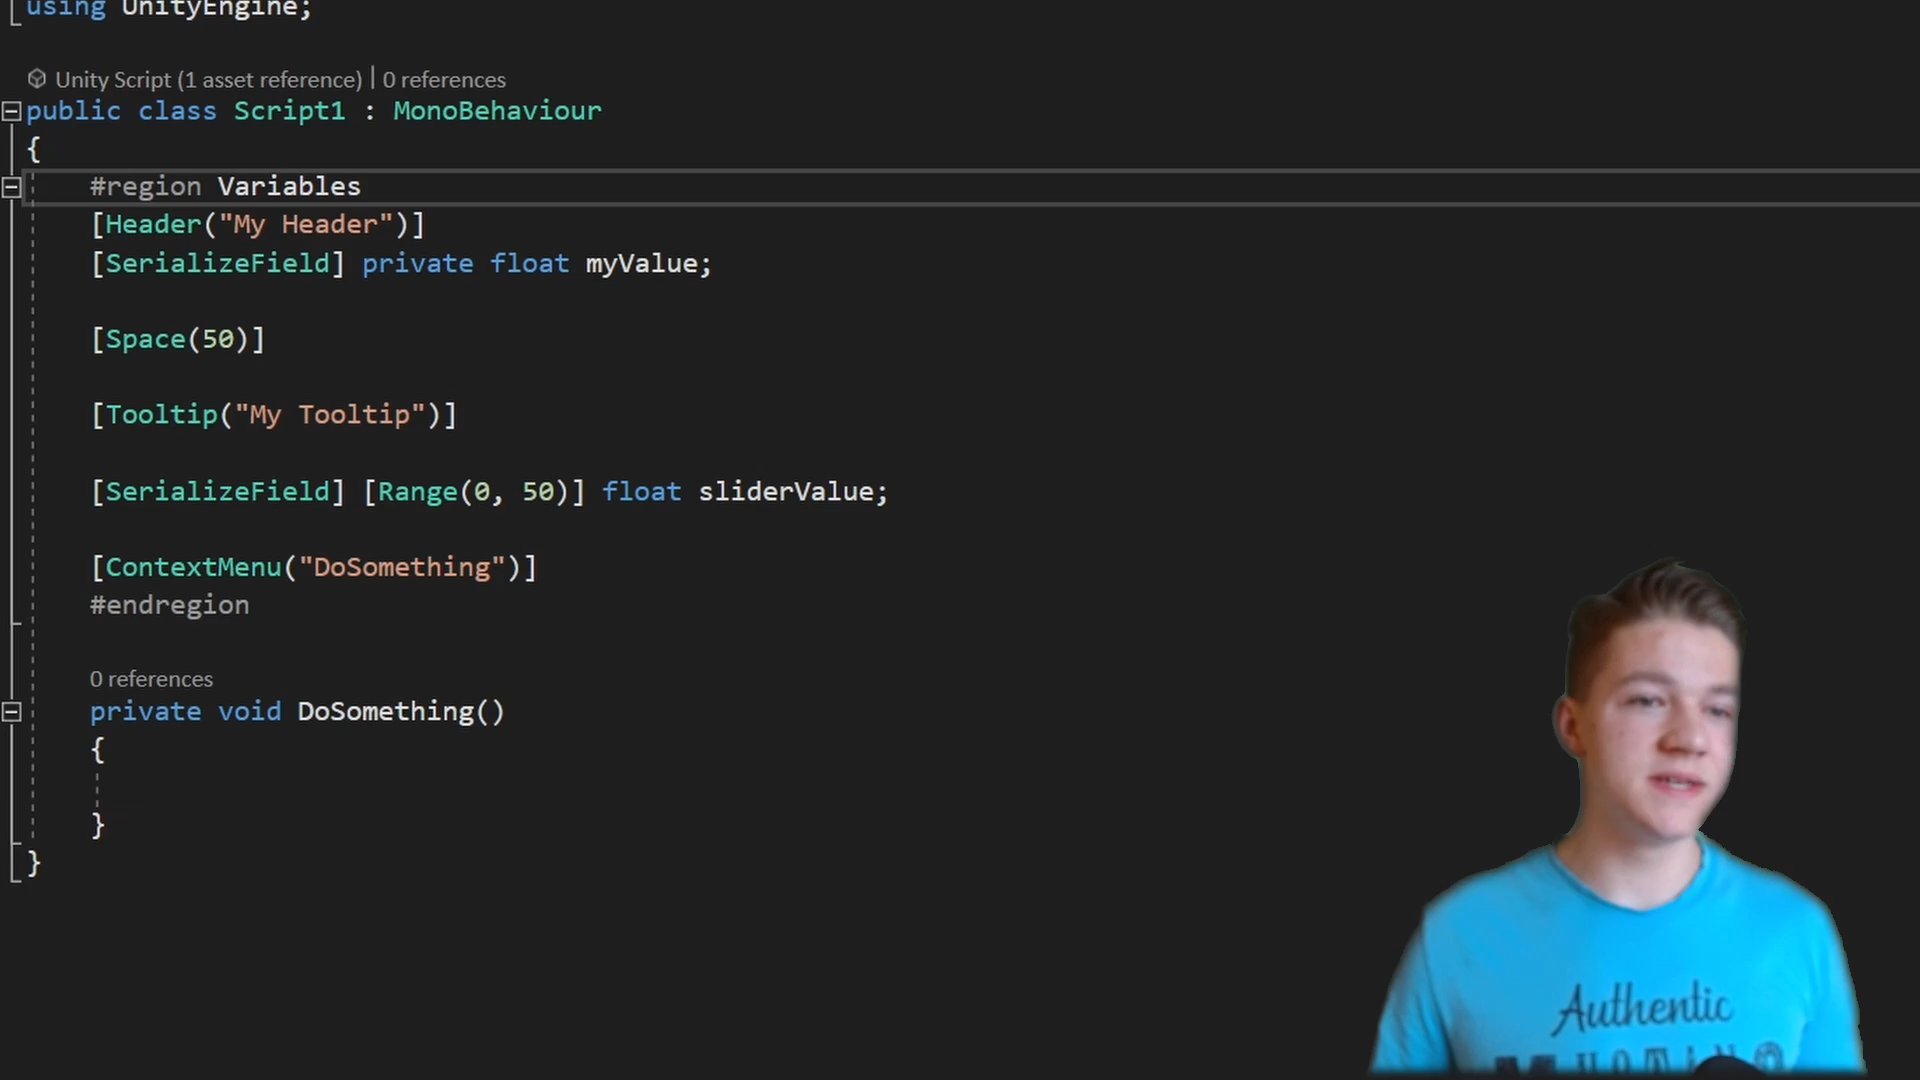 using UnityEngine;
Unity Script (1 asset reference) | 0 references
public class Script1 : MonoBehaviour
{
#region Variables
[Header("My Header")]
[SerializeField] private float myValue;
[Space(50)]
[Tooltip("My Tooltip")]
[SerializeField] [Range(0, 50)] float sliderValue;
[ContextMenu("DoSomething")]
#endregion
0 references
private void DoSomething()
{
}
}
Authentic